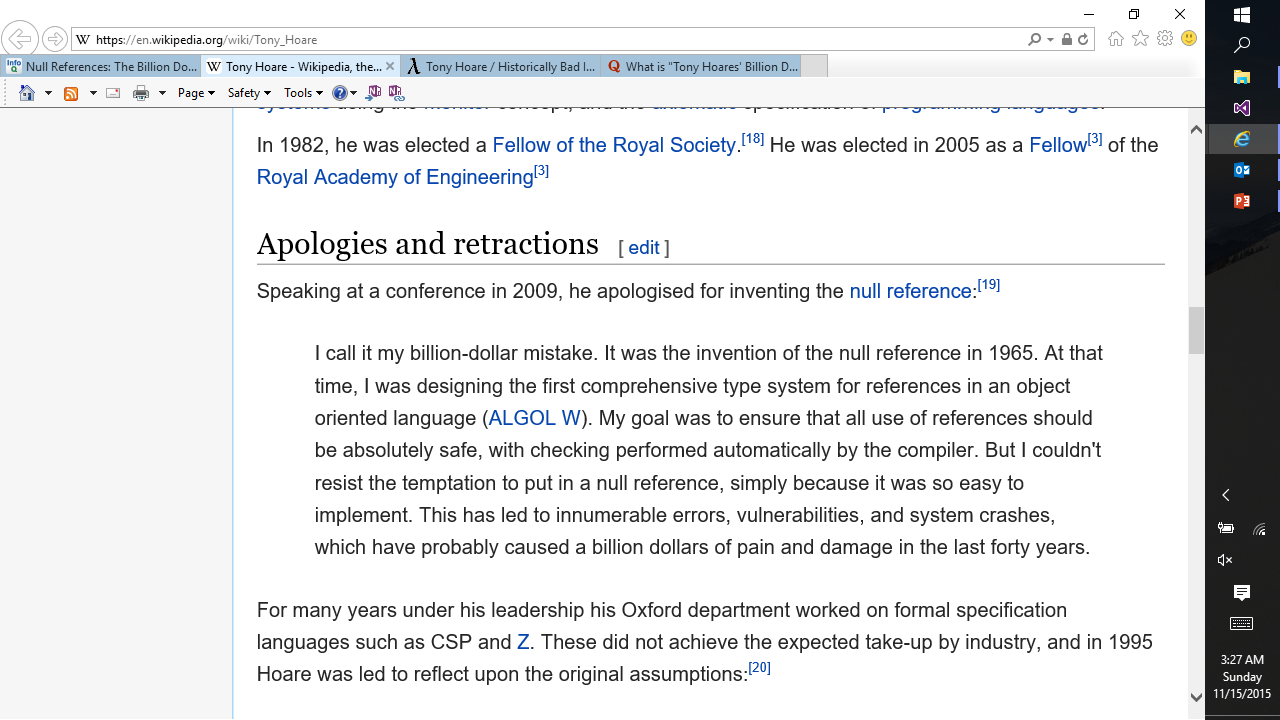 https://en.wikipedia.org/wiki/Tony_Hoare
Null References: The Billion Do...
Tony Hoare - Wikipedia, the...
Tony Hoare / Historically Bad I...
What is "Tony Hoares' Billion D...
Page
Safety
Tools
In 1982, he was elected a Fellow of the Royal Society.[18] He was elected in 2005 as a Fellow[3] of the
Royal Academy of Engineering[3]
Apologies and retractions [ edit ]
Speaking at a conference in 2009, he apologised for inventing the null reference:[19]
I call it my billion-dollar mistake. It was the invention of the null reference in 1965. At that
time, I was designing the first comprehensive type system for references in an object
oriented language (ALGOL W). My goal was to ensure that all use of references should
be absolutely safe, with checking performed automatically by the compiler. But I couldn't
resist the temptation to put in a null reference, simply because it was so easy to
implement. This has led to innumerable errors, vulnerabilities, and system crashes,
which have probably caused a billion dollars of pain and damage in the last forty years.
For many years under his leadership his Oxford department worked on formal specification
languages such as CSP and Z. These did not achieve the expected take-up by industry, and in 1995
Hoare was led to reflect upon the original assumptions:[20]
3:27 AM
Sunday
11/15/2015